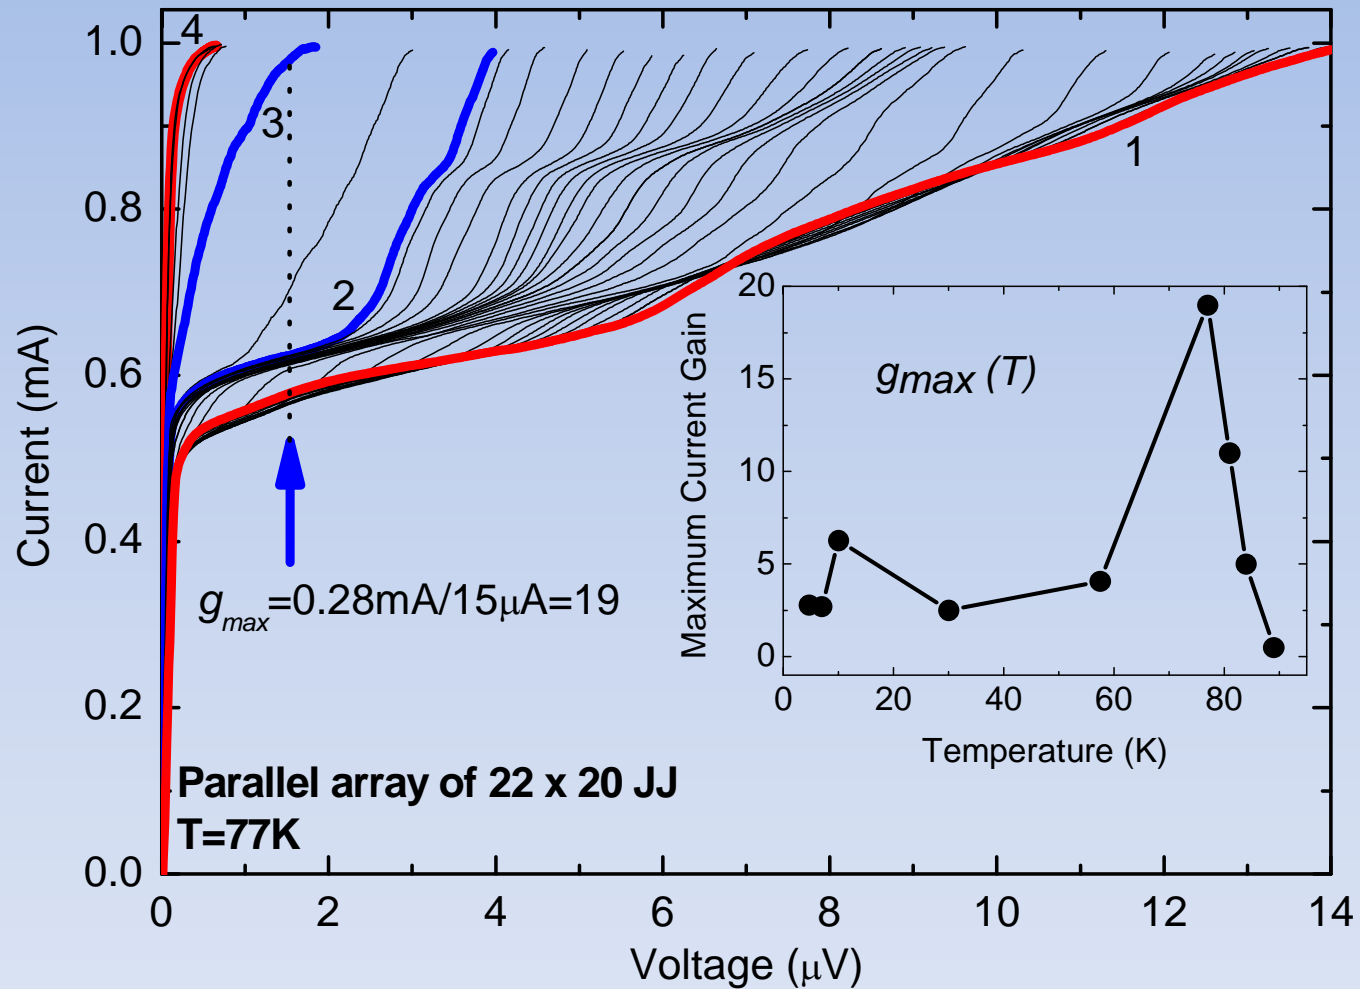 4
1.0
3
1
0.8
2
20
0.6
g_max (T)
15
10
0.4
5
g_max=0.28mA/15μA=19
0
0.2
0 20 40 60 80
Temperature (K)
Maximum Current Gain
Parallel array of 22 x 20 JJ
T=77K
0.0
0 2 4 6 8 10 12 14
Voltage (μV)
Current (mA)